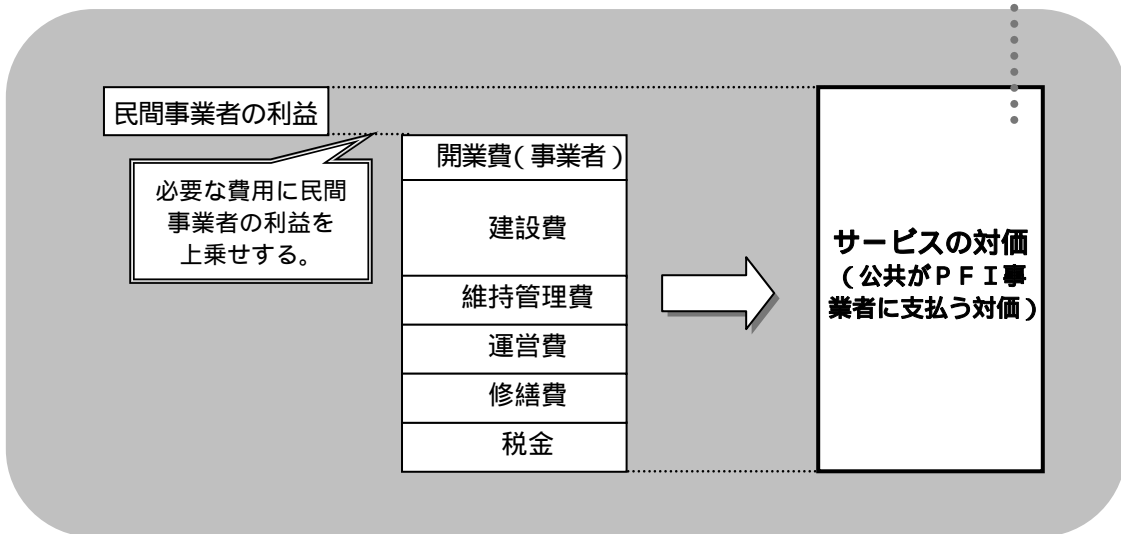 民間事業者の利益
必要な費用に民間
事業者の利益を
上乗せする。
開業費(事業者)
建設費
維持管理費
運営費
修繕費
税金
サービスの対価
(公共がPFI事
業者に支払う対価)